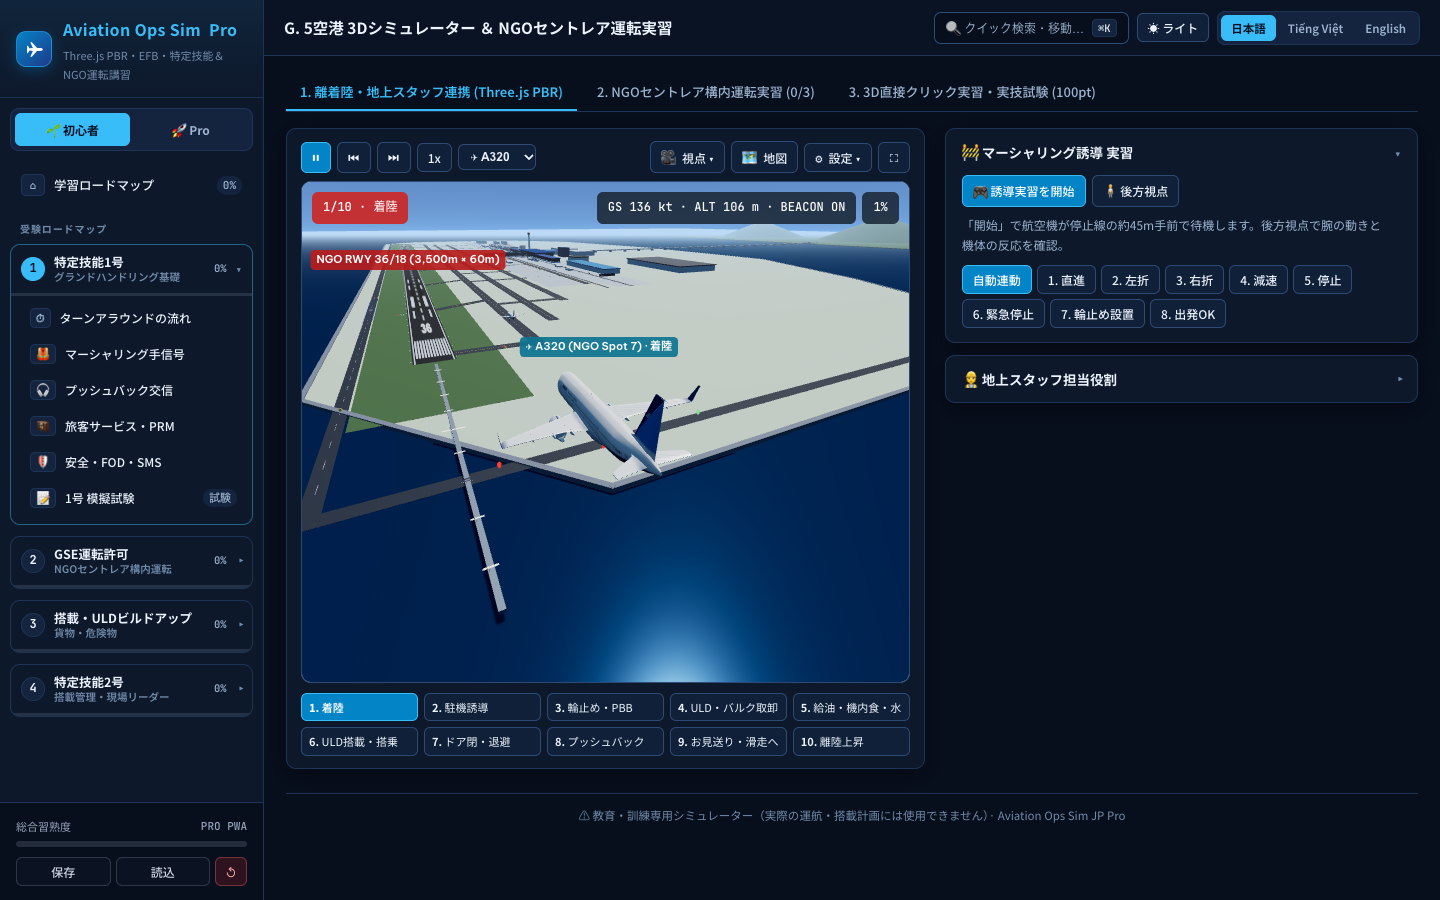 Aviation Ops Sim Pro
Three.js PBR・EFB・特定技能＆
NGO運転講習
🌱 初心者
🚀 Pro
学習ロードマップ
0%
受験ロードマップ
1
特定技能1号
グランドハンドリング基礎
0%
ターンアラウンドの流れ
マーシャリング手信号
プッシュバック交信
旅客サービス・PRM
安全・FOD・SMS
1号 模擬試験
試験
2
GSE運転許可
NGOセントレア構内運転
0%
3
搭載・ULDビルドアップ
貨物・危険物
0%
4
特定技能2号
搭載管理・現場リーダー
0%
総合習熟度
PRO PWA
保存
読込
G. 5空港 3Dシミュレーター ＆ NGOセントレア運転実習
クイック検索・移動…
⌘K
ライト
日本語
Tiếng Việt
English
1. 離着陸・地上スタッフ連携 (Three.js PBR)
2. NGOセントレア構内運転実習 (0/3)
3. 3D直接クリック実習・実技試験 (100pt)
1x
✈ A320
視点
地図
設定
1/10 · 着陸
GS 136 kt · ALT 106 m · BEACON ON
1%
NGO RWY 36/18 (3,500m × 60m)
36
✈ A320 (NGO Spot 7) · 着陸
1. 着陸
2. 駐機誘導
3. 輪止め・PBB
4. ULD・バルク取卸
5. 給油・機内食・水
6. ULD搭載・搭乗
7. ドア閉・退避
8. プッシュバック
9. お見送り・滑走へ
10. 離陸上昇
🚧 マーシャリング誘導 実習
🎮 誘導実習を開始
🧍 後方視点
「開始」で航空機が停止線の約45m手前で待機します。後方視点で腕の動きと
機体の反応を確認。
自動連動
1. 直進
2. 左折
3. 右折
4. 減速
5. 停止
6. 緊急停止
7. 輪止め設置
8. 出発OK
👷 地上スタッフ担当役割
⚠ 教育・訓練専用シミュレーター（実際の運航・搭載計画には使用できません）· Aviation Ops Sim JP Pro